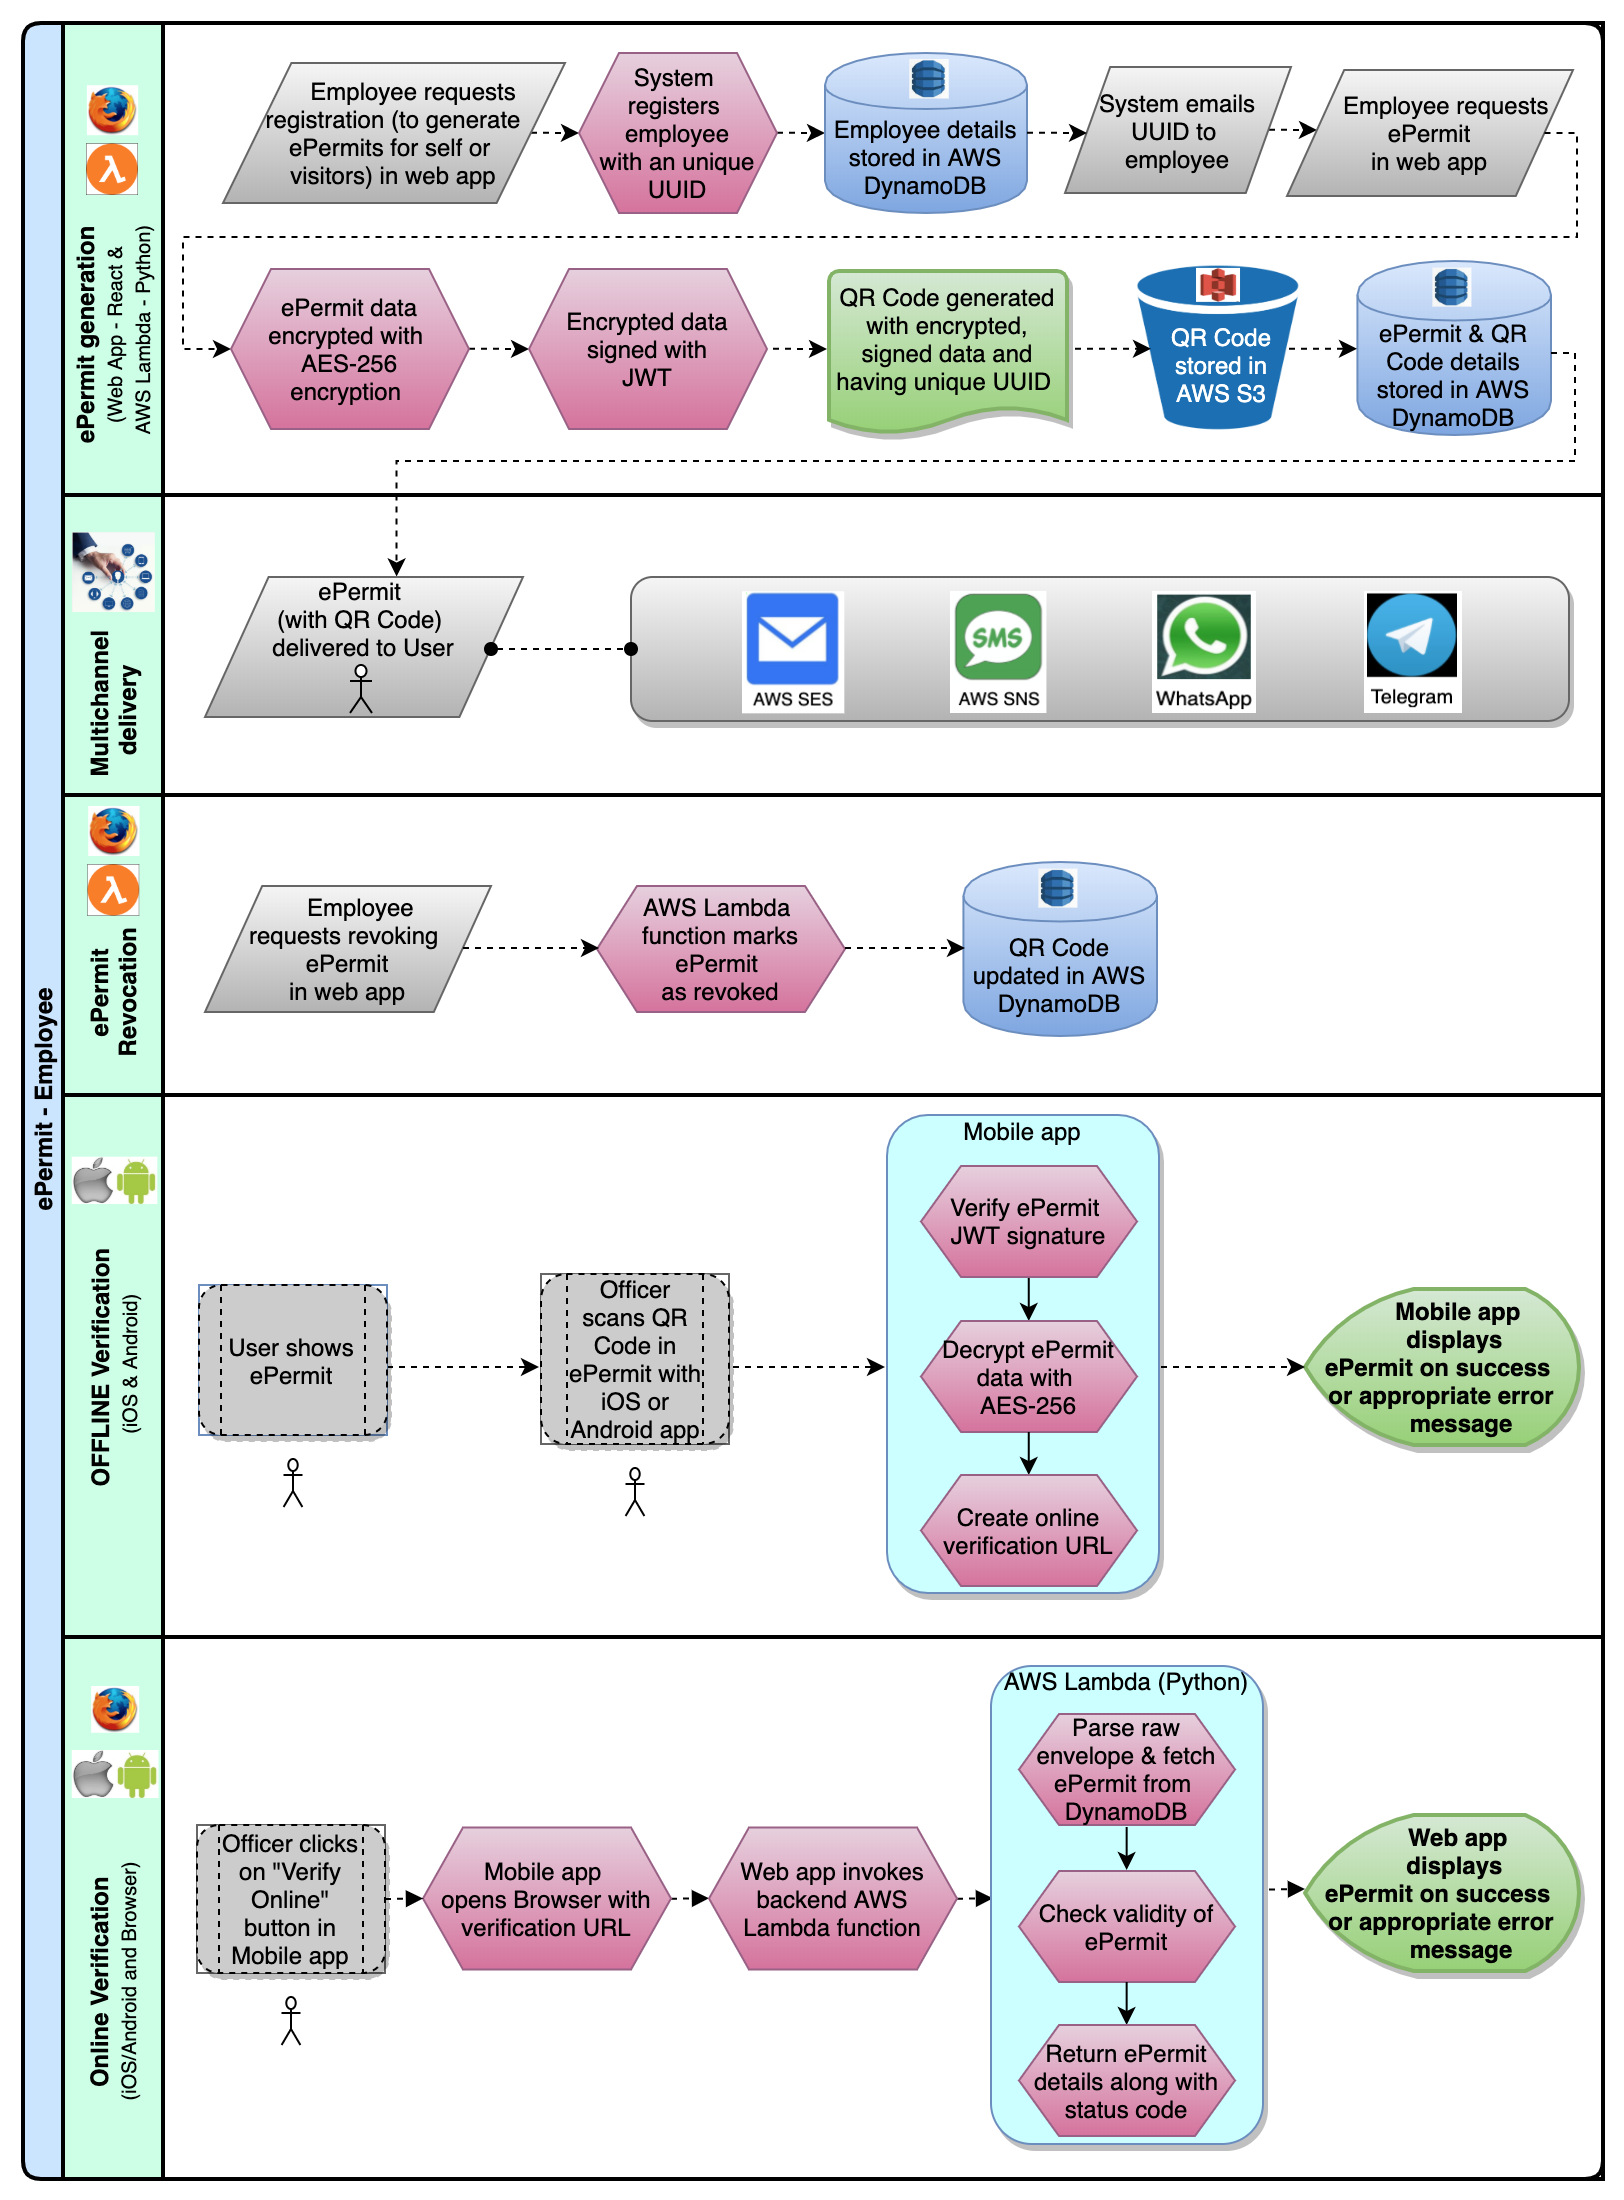 ePermit - Employee
ePermit generation
(Web App - React &
AWS Lambda - Python)
Employee requests
registration (to generate
ePermits for self or
visitors) in web app
System
registers
employee
with an unique
UUID
Employee details
stored in AWS
DynamoDB
System emails
UUID to
employee
Employee requests
ePermit
in web app
ePermit data
encrypted with
AES-256
encryption
Encrypted data
signed with
JWT
QR Code generated
with encrypted,
signed data and
having unique UUID
QR Code
stored in
AWS S3
ePermit & QR
Code details
stored in AWS
DynamoDB
Multichannel
delivery
ePermit
(with QR Code)
delivered to User
AWS SES
SMS
AWS SNS
WhatsApp
Telegram
ePermit
Revocation
Employee
requests revoking
ePermit
in web app
AWS Lambda
function marks
ePermit
as revoked
QR Code
updated in AWS
DynamoDB
OFFLINE Verification
(iOS & Android)
User shows
ePermit
Officer
scans QR
Code in
ePermit with
iOS or
Android app
Mobile app
Verify ePermit
JWT signature
Decrypt ePermit
data with
AES-256
Create online
verification URL
Mobile app
displays
ePermit on success
or appropriate error
message
Online Verification
(iOS/Android and Browser)
Officer clicks
on "Verify
Online"
button in
Mobile app
Mobile app
opens Browser with
verification URL
Web app invokes
backend AWS
Lambda function
AWS Lambda (Python)
Parse raw
envelope & fetch
ePermit from
DynamoDB
Check validity of
ePermit
Return ePermit
details along with
status code
Web app
displays
ePermit on success
or appropriate error
message